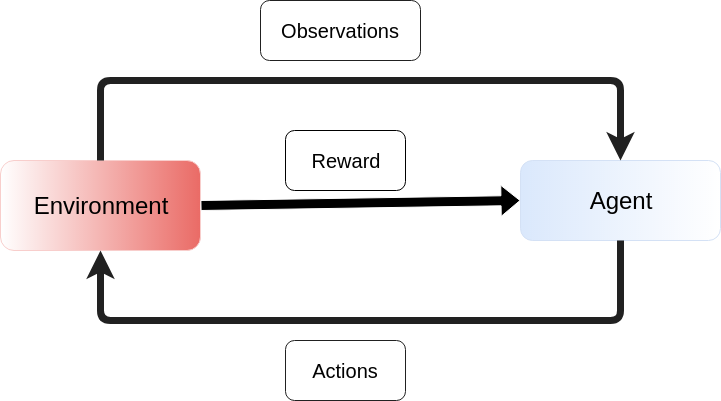 Observations
Reward
Environment
Agent
Actions